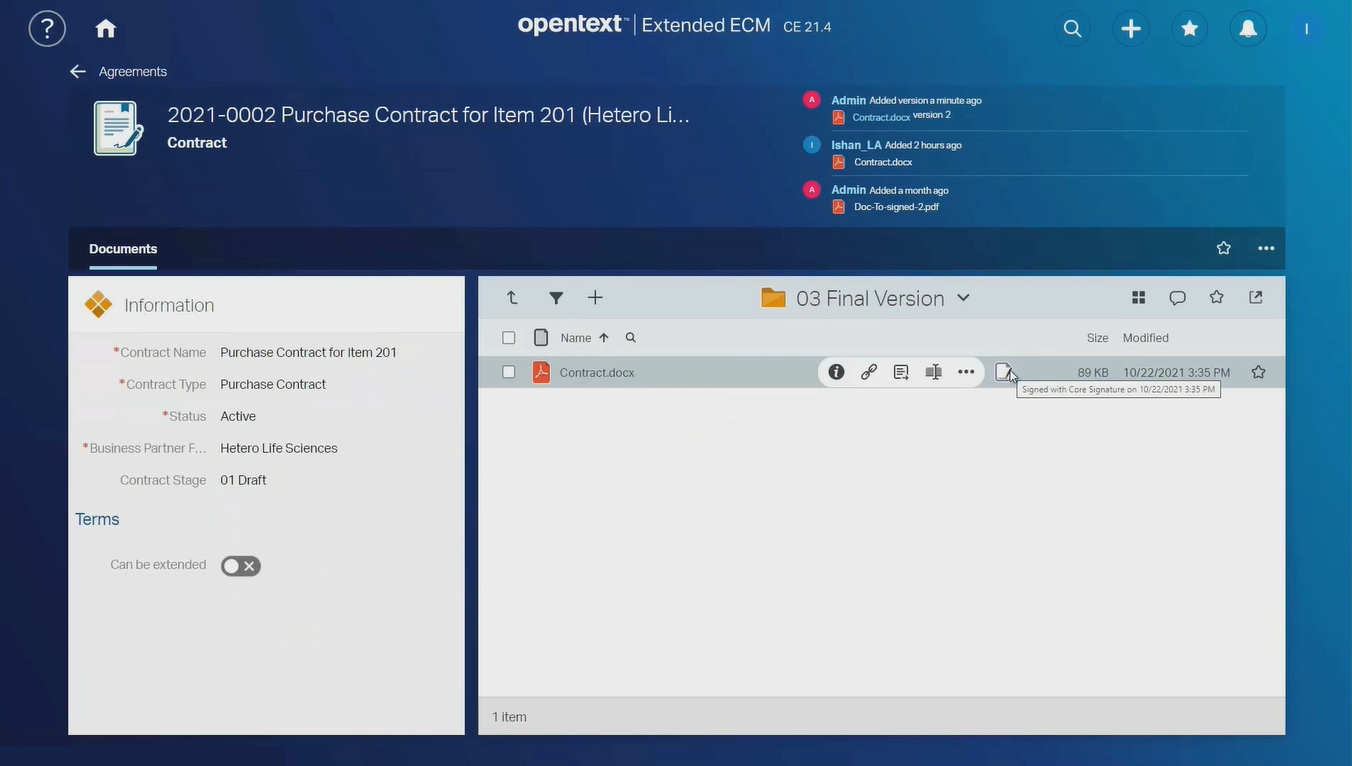 ?
opentext™ | Extended ECM CE 21.4
I
Agreements
2021-0002 Purchase Contract for Item 201 (Hetero Li...
Contract
A Admin Added version a minute ago
Contract.docx version 2
I Ishan_LA Added 2 hours ago
Contract.docx
A Admin Added a month ago
Doc-To-signed-2.pdf
Documents
Information
*Contract Name Purchase Contract for Item 201
*Contract Type Purchase Contract
*Status Active
*Business Partner F... Hetero Life Sciences
Contract Stage 01 Draft
Terms
Can be extended
03 Final Version
Name Size Modified
Contract.docx 89 KB 10/22/2021 3:35 PM
Signed with Core Signature on 10/22/2021 3:35 PM
1 item